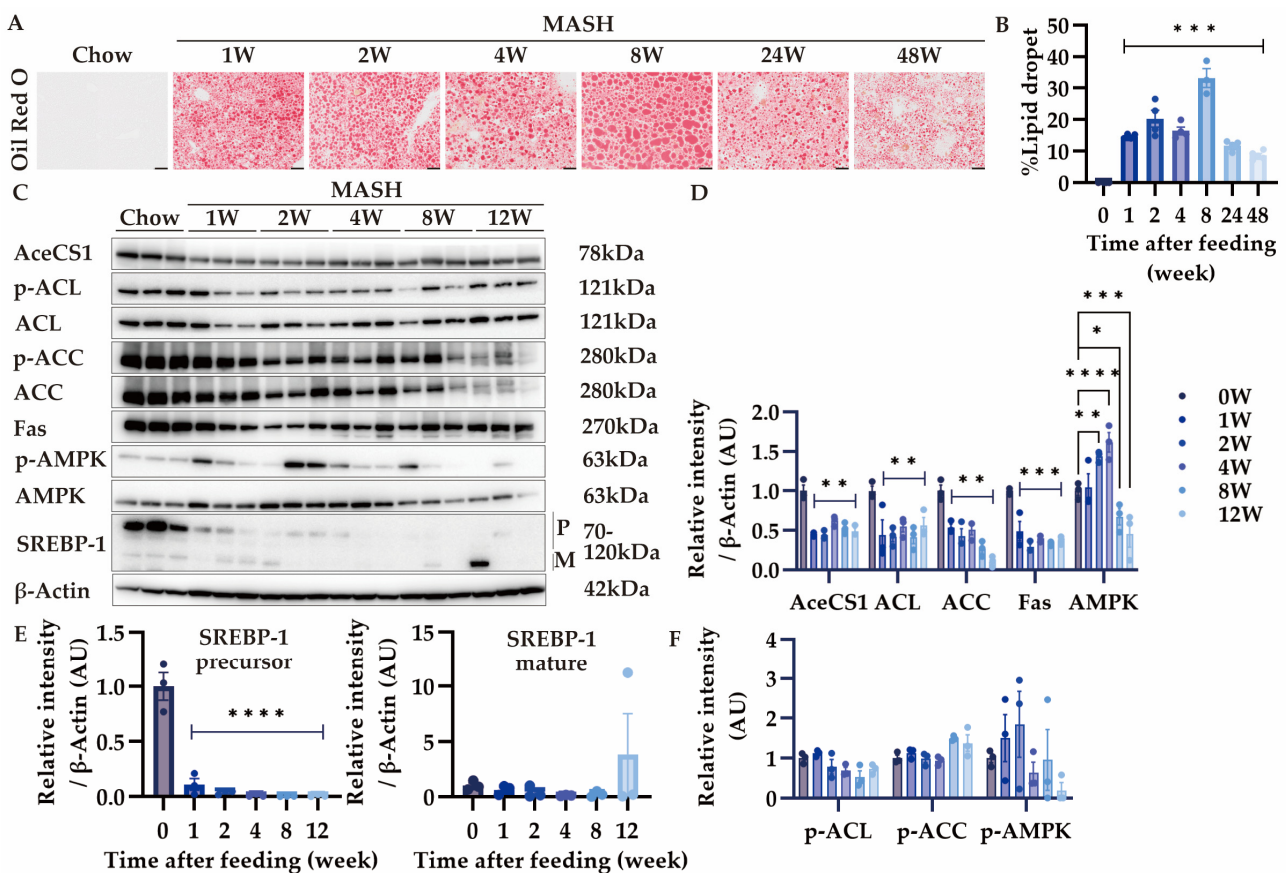 A
MASH
Chow 1W 2W 4W 8W 24W 48W
Oil Red O
B
%Lipid dropet
50
40
30
20
10
0
* * *
0 1 2 4 8 24 48
Time after feeding
(week)
C
MASH
Chow 1W 2W 4W 8W 12W
AceCS1 78kDa
p-ACL 121kDa
ACL 121kDa
p-ACC 280kDa
ACC 280kDa
Fas 270kDa
p-AMPK 63kDa
AMPK 63kDa
SREBP-1 P M 70-
120kDa
β-Actin 42kDa
D
Relative intensity
/ β-Actin (AU)
2.0
1.5
1.0
0.5
0.0
* *
* *
* *
* * *
* *
* * * *
*
* * *
AceCS1 ACL ACC Fas AMPK
0W
1W
2W
4W
8W
12W
E
Relative intensity
/ β-Actin (AU)
SREBP-1
precursor
1.5
1.0
0.5
0.0
* * * *
0 1 2 4 8 12
Time after feeding (week)
Relative intensity
/ β-Actin (AU)
SREBP-1
mature
15
10
5
0
0 1 2 4 8 12
Time after feeding (week)
F
Relative intensity
(AU)
4
3
2
1
0
p-ACL p-ACC p-AMPK